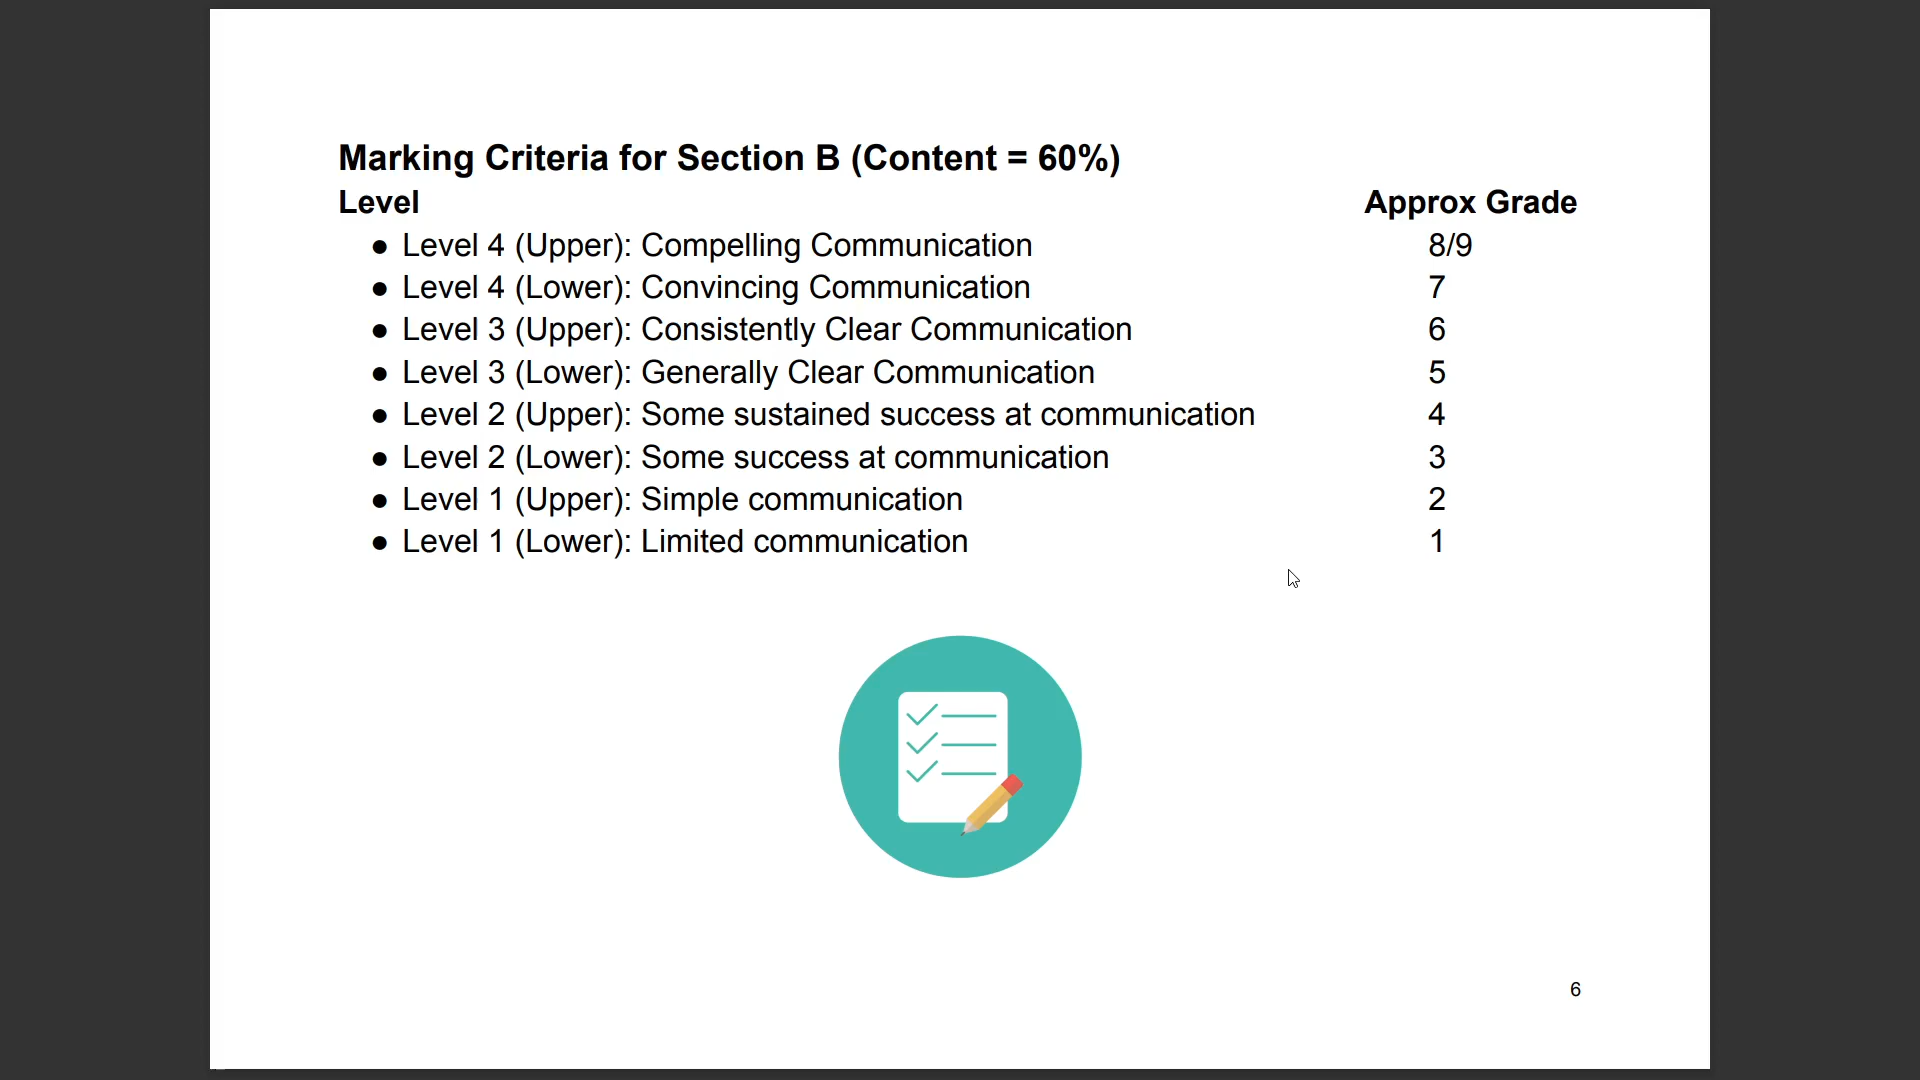 Marking Criteria for Section B (Content = 60%)
Level Approx Grade
● Level 4 (Upper): Compelling Communication 8/9
● Level 4 (Lower): Convincing Communication 7
● Level 3 (Upper): Consistently Clear Communication 6
● Level 3 (Lower): Generally Clear Communication 5
● Level 2 (Upper): Some sustained success at communication 4
● Level 2 (Lower): Some success at communication 3
● Level 1 (Upper): Simple communication 2
● Level 1 (Lower): Limited communication 1
6